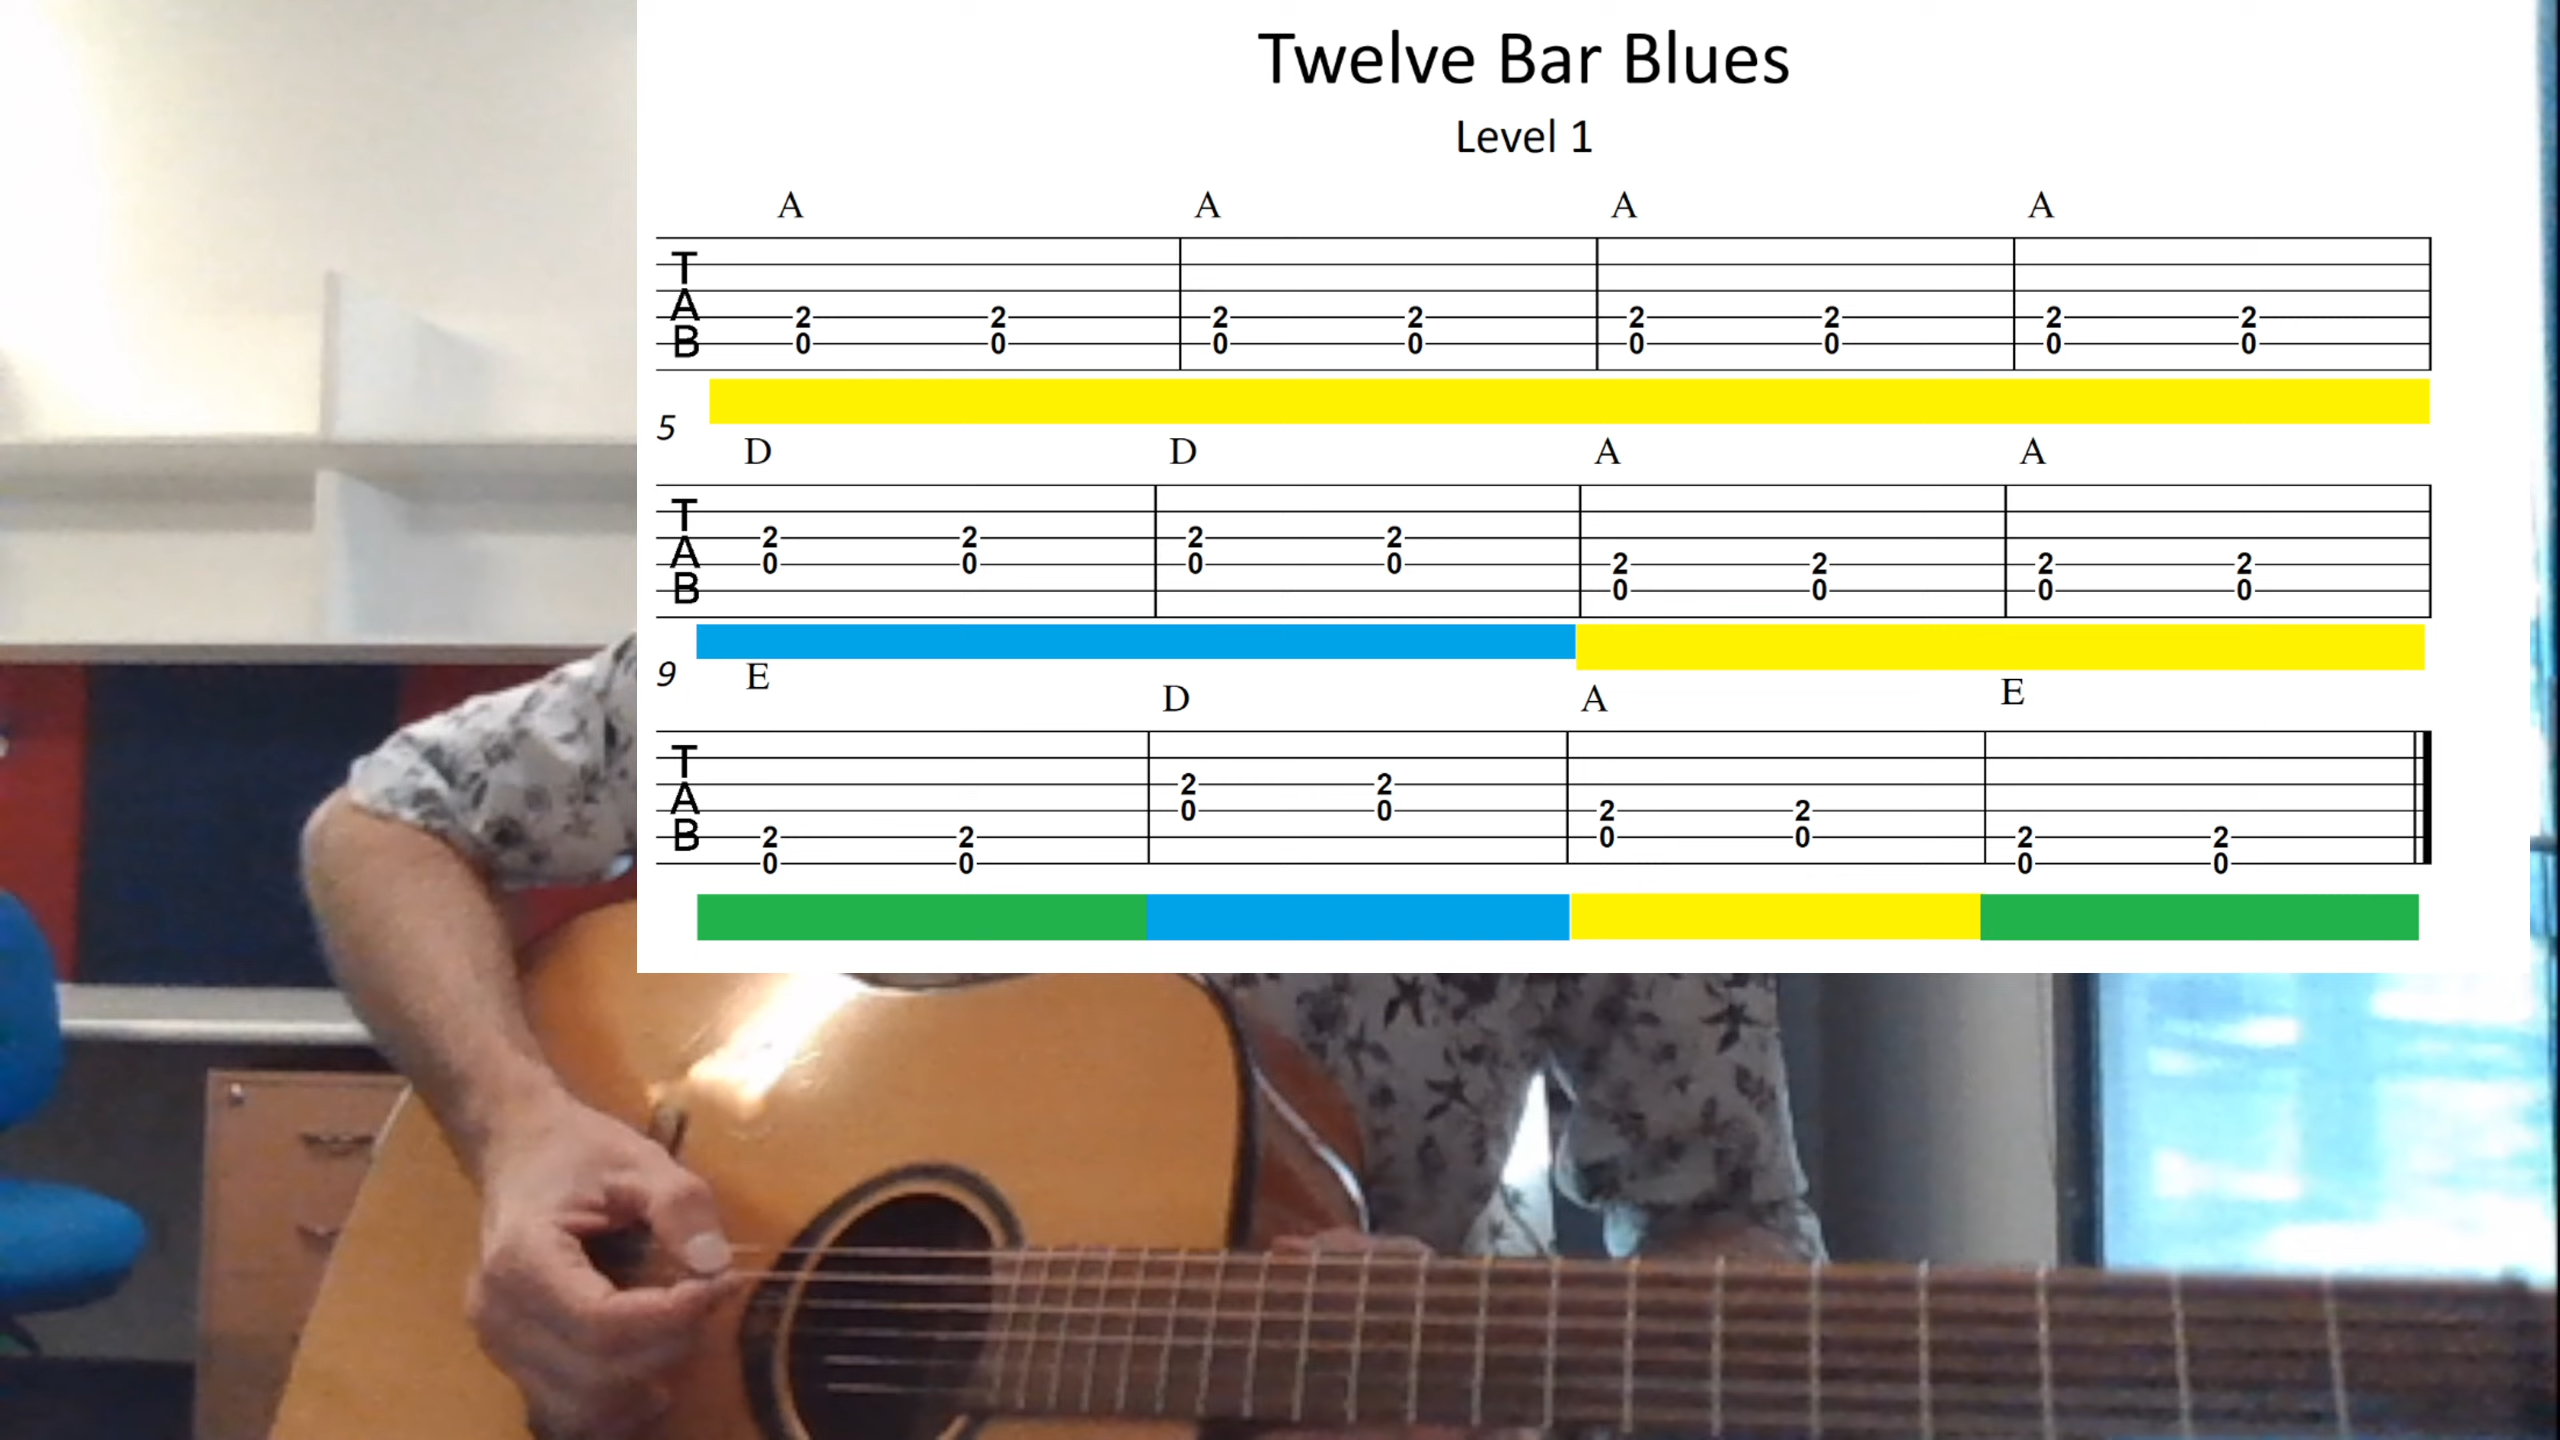 Twelve Bar Blues
Level 1
A A A A
T
A 2 2 2 2 2 2 2 2
B 0 0 0 0 0 0 0 0
5
D D A A
T 2 2 2 2
A 0 0 0 0 2 2 2 2
B 0 0 0 0
9
E D A E
T 2 2
A 0 0 2 2
B 2 2 0 0 2 2
0 0 0 0